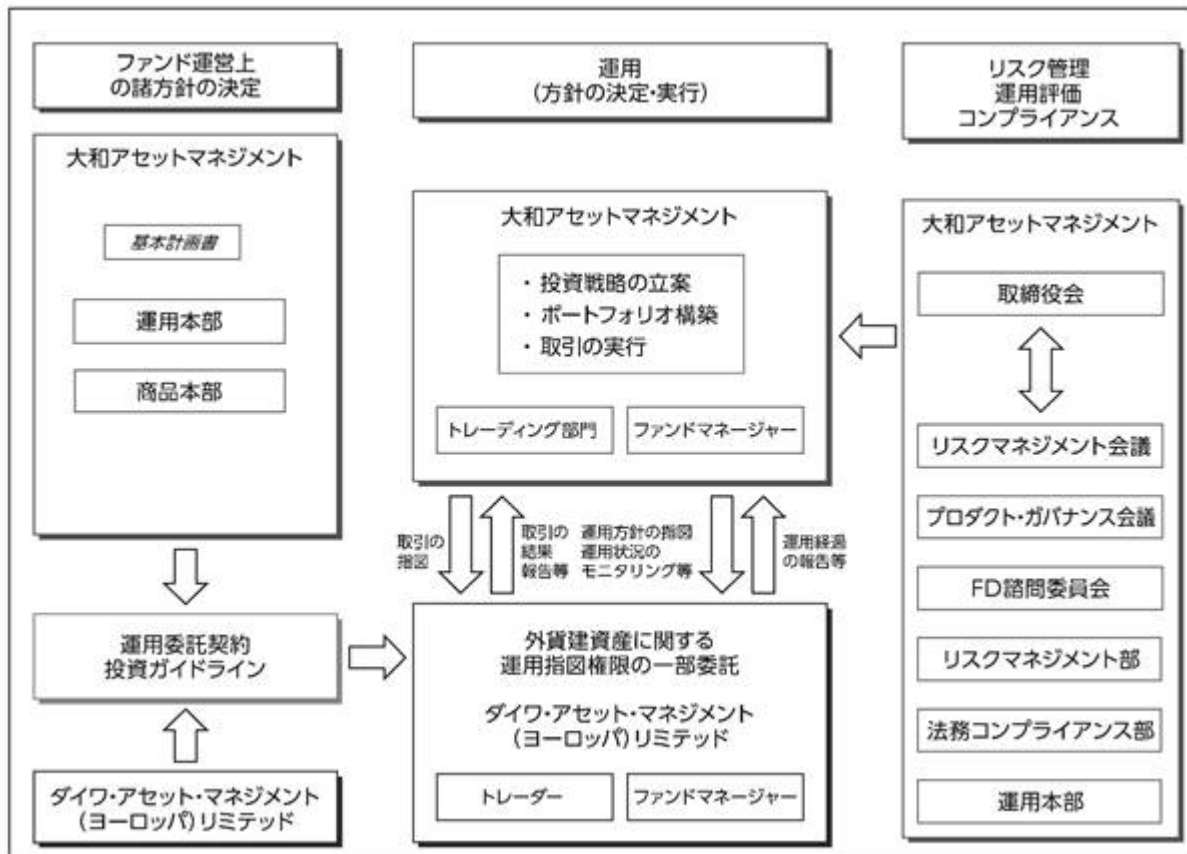 ファンド運営上
の諸方針の決定
大和アセットマネジメント
基本計画書
運用本部
商品本部
運用委託契約
投資ガイドライン
ダイワ・アセット・マネジメント
(ヨーロッパ)リミテッド
運用
(方針の決定・実行)
大和アセットマネジメント
・ 投資戦略の立案
・ ポートフォリオ構築
・ 取引の実行
トレーディング部門
ファンドマネージャー
取引の
指図
取引の
結果
報告等
運用方針の指図
運用状況の
モニタリング等
運用経過
の報告等
外貨建資産に関する
運用指図権限の一部委託
ダイワ・アセット・マネジメント
(ヨーロッパ)リミテッド
トレーダー
ファンドマネージャー
リスク管理
運用評価
コンプライアンス
大和アセットマネジメント
取締役会
リスクマネジメント会議
プロダクト・ガバナンス会議
FD諮問委員会
リスクマネジメント部
法務コンプライアンス部
運用本部